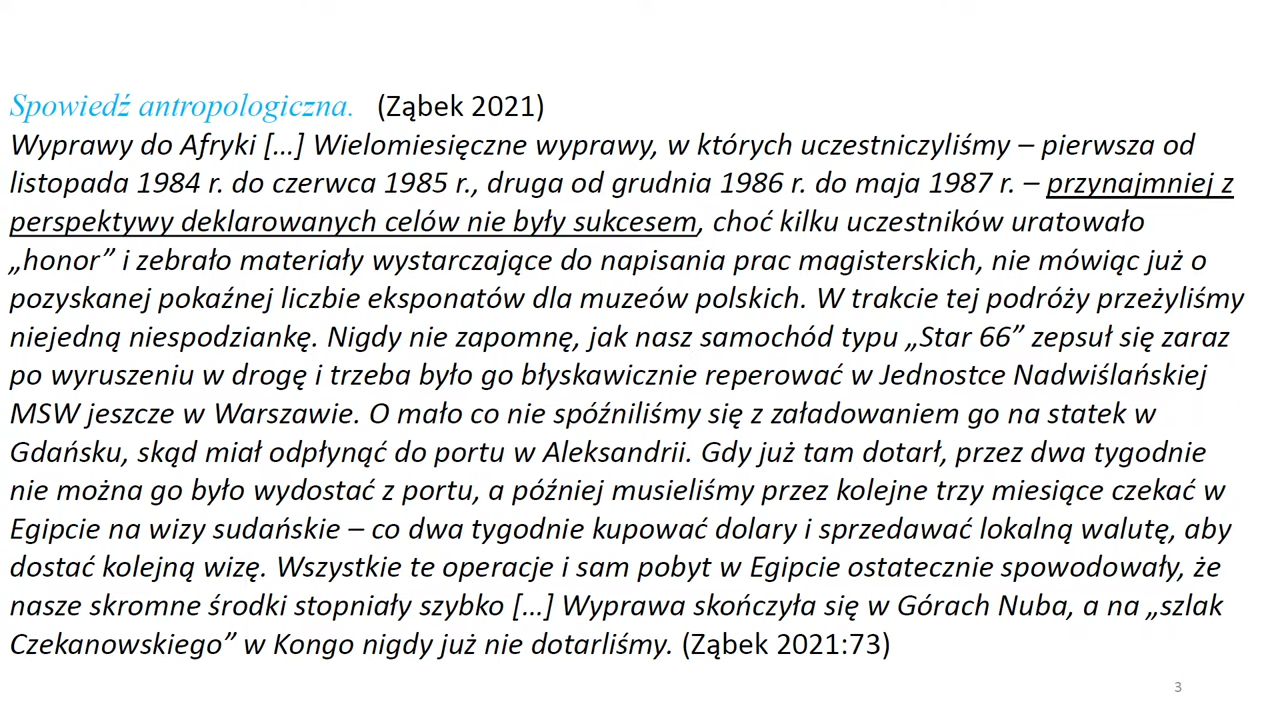 Spowiedź antropologiczna. (Ząbek 2021)
Wyprawy do Afryki […] Wielomiesięczne wyprawy, w których uczestniczyliśmy – pierwsza od
listopada 1984 r. do czerwca 1985 r., druga od grudnia 1986 r. do maja 1987 r. – przynajmniej z
perspektywy deklarowanych celów nie były sukcesem, choć kilku uczestników uratowało
„honor” i zebrało materiały wystarczające do napisania prac magisterskich, nie mówiąc już o
pozyskanej pokaźnej liczbie eksponatów dla muzeów polskich. W trakcie tej podróży przeżyliśmy
niejedną niespodziankę. Nigdy nie zapomnę, jak nasz samochód typu „Star 66” zepsuł się zaraz
po wyruszeniu w drogę i trzeba było go błyskawicznie reperować w Jednostce Nadwiślańskiej
MSW jeszcze w Warszawie. O mało co nie spóźniliśmy się z załadowaniem go na statek w
Gdańsku, skąd miał odpłynąć do portu w Aleksandrii. Gdy już tam dotarł, przez dwa tygodnie
nie można go było wydostać z portu, a później musieliśmy przez kolejne trzy miesiące czekać w
Egipcie na wizy sudańskie – co dwa tygodnie kupować dolary i sprzedawać lokalną walutę, aby
dostać kolejną wizę. Wszystkie te operacje i sam pobyt w Egipcie ostatecznie spowodowały, że
nasze skromne środki stopniały szybko […] Wyprawa skończyła się w Górach Nuba, a na „szlak
Czekanowskiego” w Kongo nigdy już nie dotarliśmy. (Ząbek 2021:73)
3